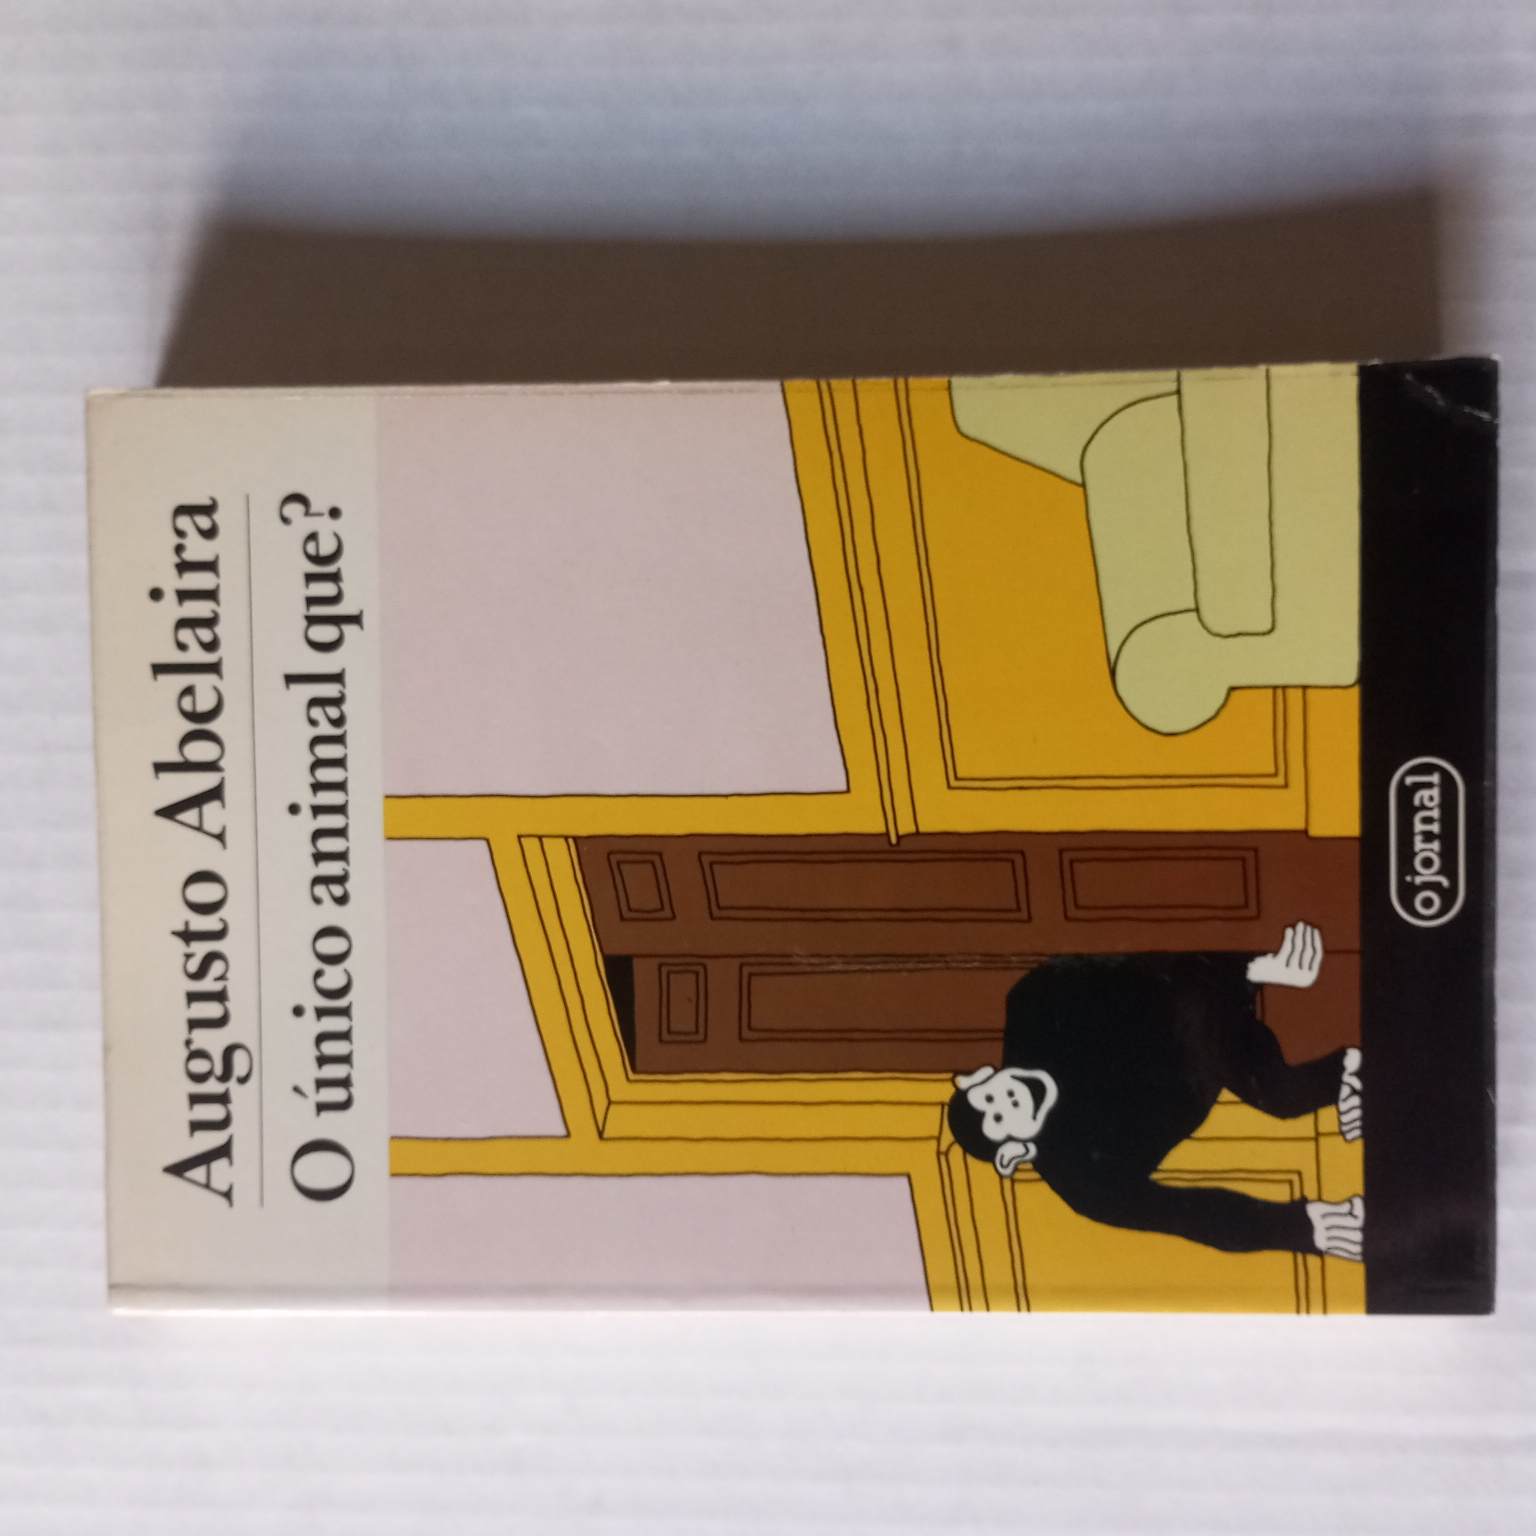 Augusto Abelaira
O único animal que?
o jornal